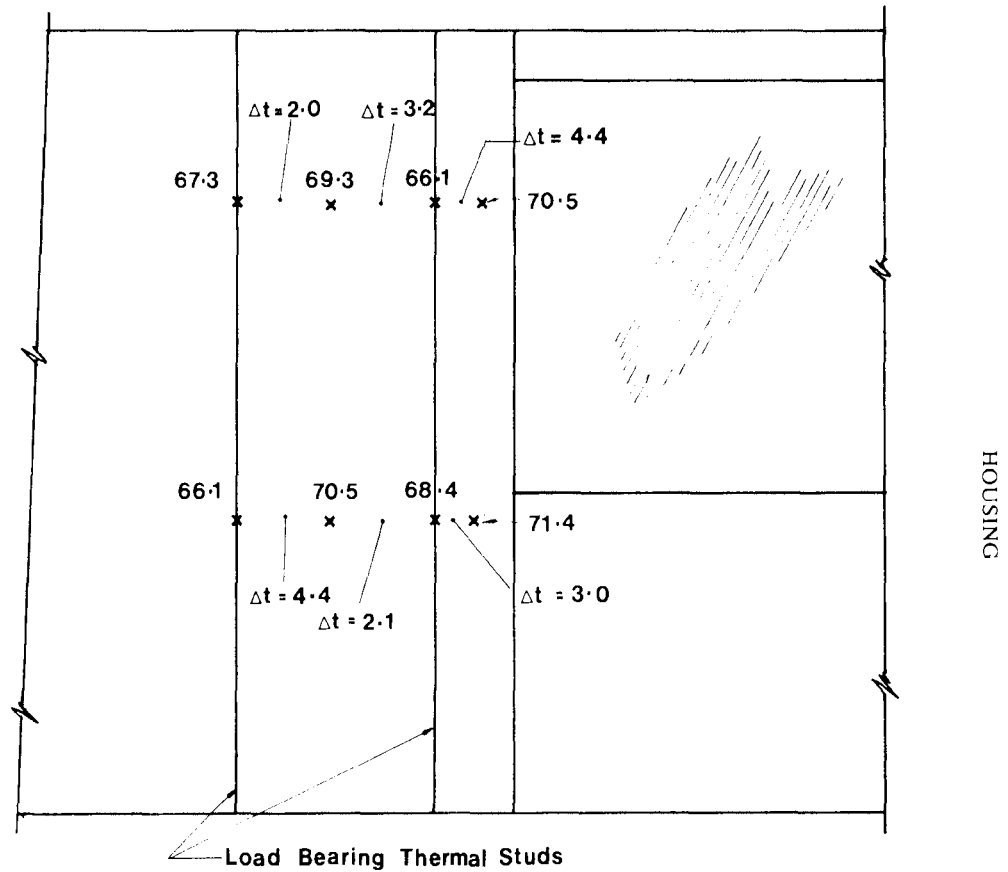 Δt = 2·0
Δt = 3·2
Δt = 4·4
67·3
69·3
66·1
70·5
66·1
70·5
68·4
71·4
Δt = 4·4
Δt = 2·1
Δt = 3·0
Load Bearing Thermal Studs
HOUSING